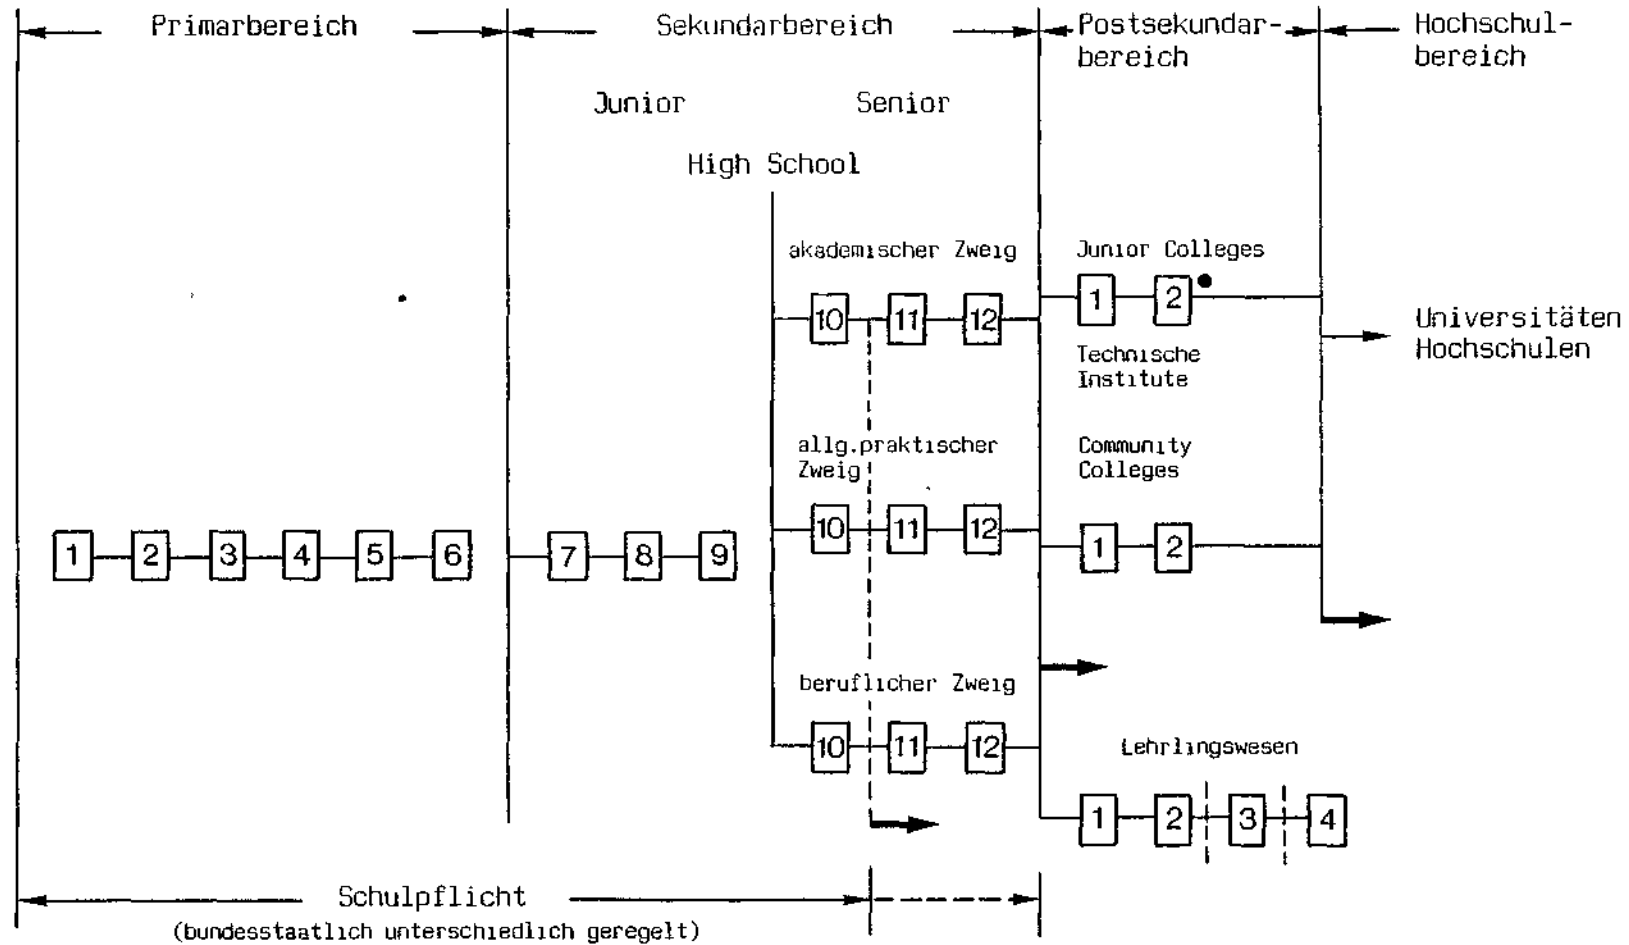 Primarbereich
Sekundarbereich
Postsekundar-
bereich
Hochschul-
bereich
Junior
Senior
High School
akademischer Zweig
10 11 12
Junior Colleges
1 2
Technische
Institute
Universitäten
Hochschulen
allg.praktischer
Zweig
10 11 12
Community
Colleges
1 2
1 2 3 4 5 6
7 8 9
beruflicher Zweig
10 11 12
Lehrlingswesen
1 2 3 4
Schulpflicht
(bundesstaatlich unterschiedlich geregelt)